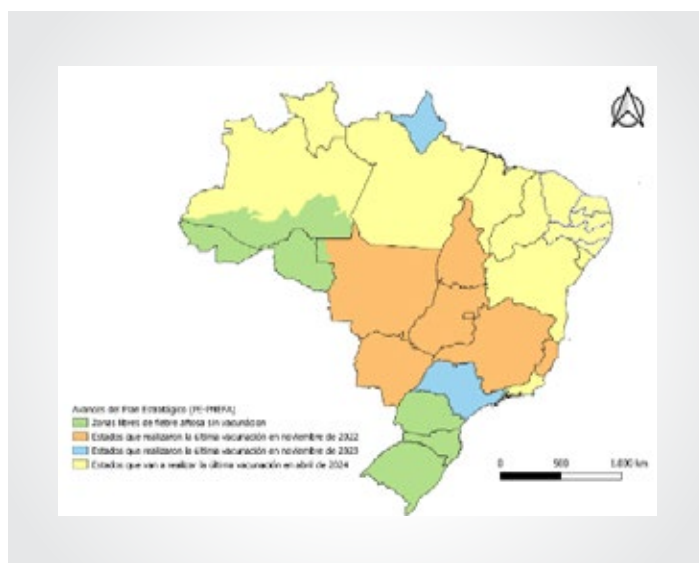 Avances del Plan Estratégico (PE-PNEFA)
Zonas libres de fiebre aftosa sin vacunación
Estados que realizaron la última vacunación en noviembre de 2022
Estados que realizaron la última vacunación en noviembre de 2023
Estados que van a realizar la última vacunación en abril de 2024
0 500 1.000 km